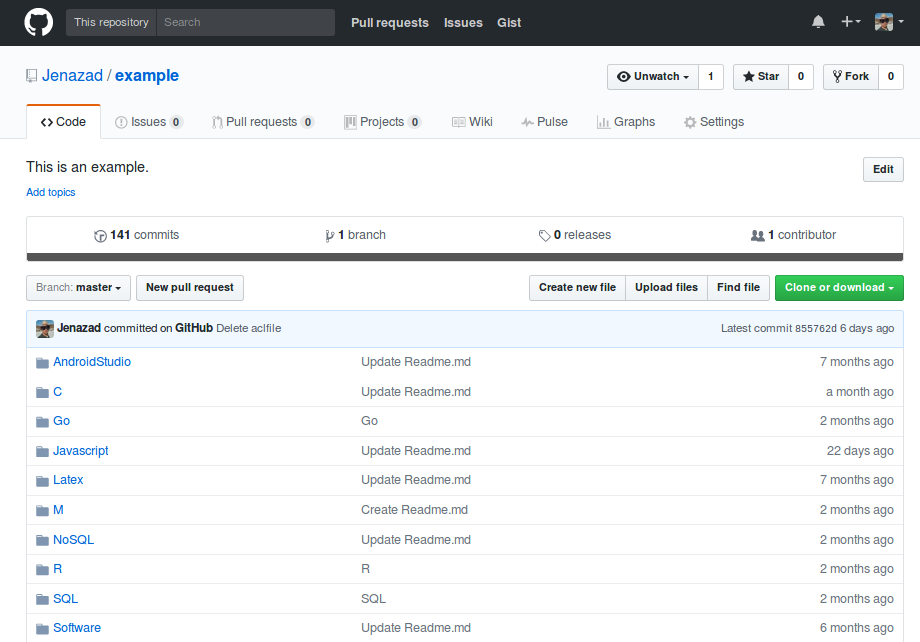 This repository Search Pull requests Issues Gist
Jenazad / example Unwatch 1 Star 0 Fork 0
Code Issues 0 Pull requests 0 Projects 0 Wiki Pulse Graphs Settings
This is an example. Edit
Add topics
141 commits 1 branch 0 releases 1 contributor
Branch: master New pull request Create new file Upload files Find file Clone or download
Jenazad committed on GitHub Delete aclfile Latest commit 855762d 6 days ago
AndroidStudio Update Readme.md 7 months ago
C Update Readme.md a month ago
Go Go 2 months ago
Javascript Update Readme.md 22 days ago
Latex Update Readme.md 7 months ago
M Create Readme.md 2 months ago
NoSQL Update Readme.md 2 months ago
R R 2 months ago
SQL SQL 2 months ago
Software Update Readme.md 6 months ago